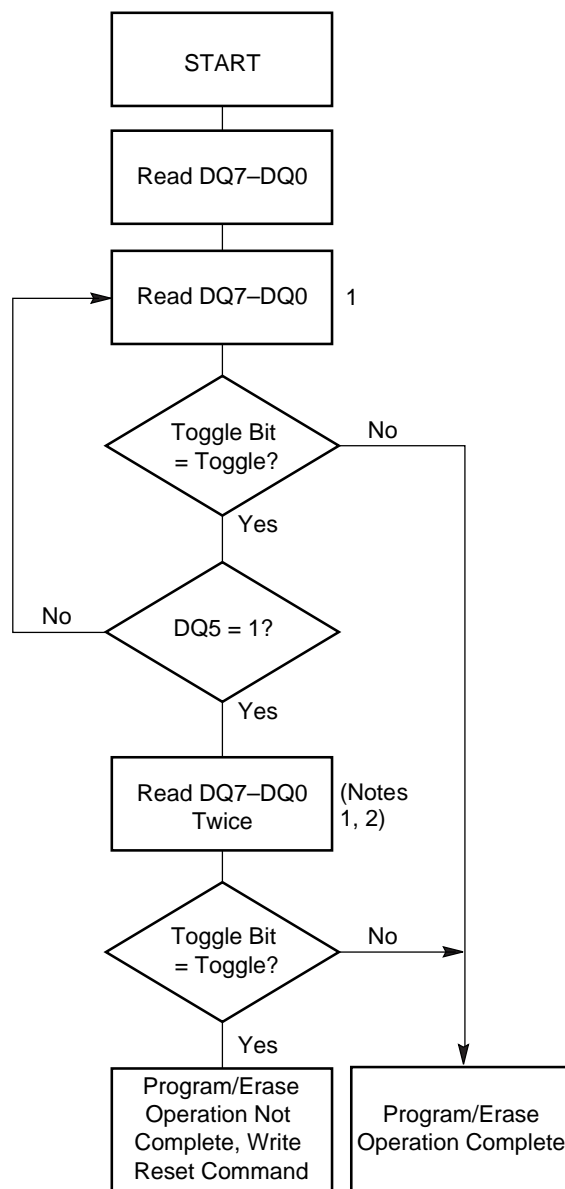 START
Read DQ7–DQ0
Read DQ7–DQ0
1
Toggle Bit
= Toggle?
No
Yes
No
DQ5 = 1?
Yes
Read DQ7–DQ0
Twice
(Notes
1, 2)
Toggle Bit
= Toggle?
No
Yes
Program/Erase
Operation Not
Complete, Write
Reset Command
Program/Erase
Operation Complete